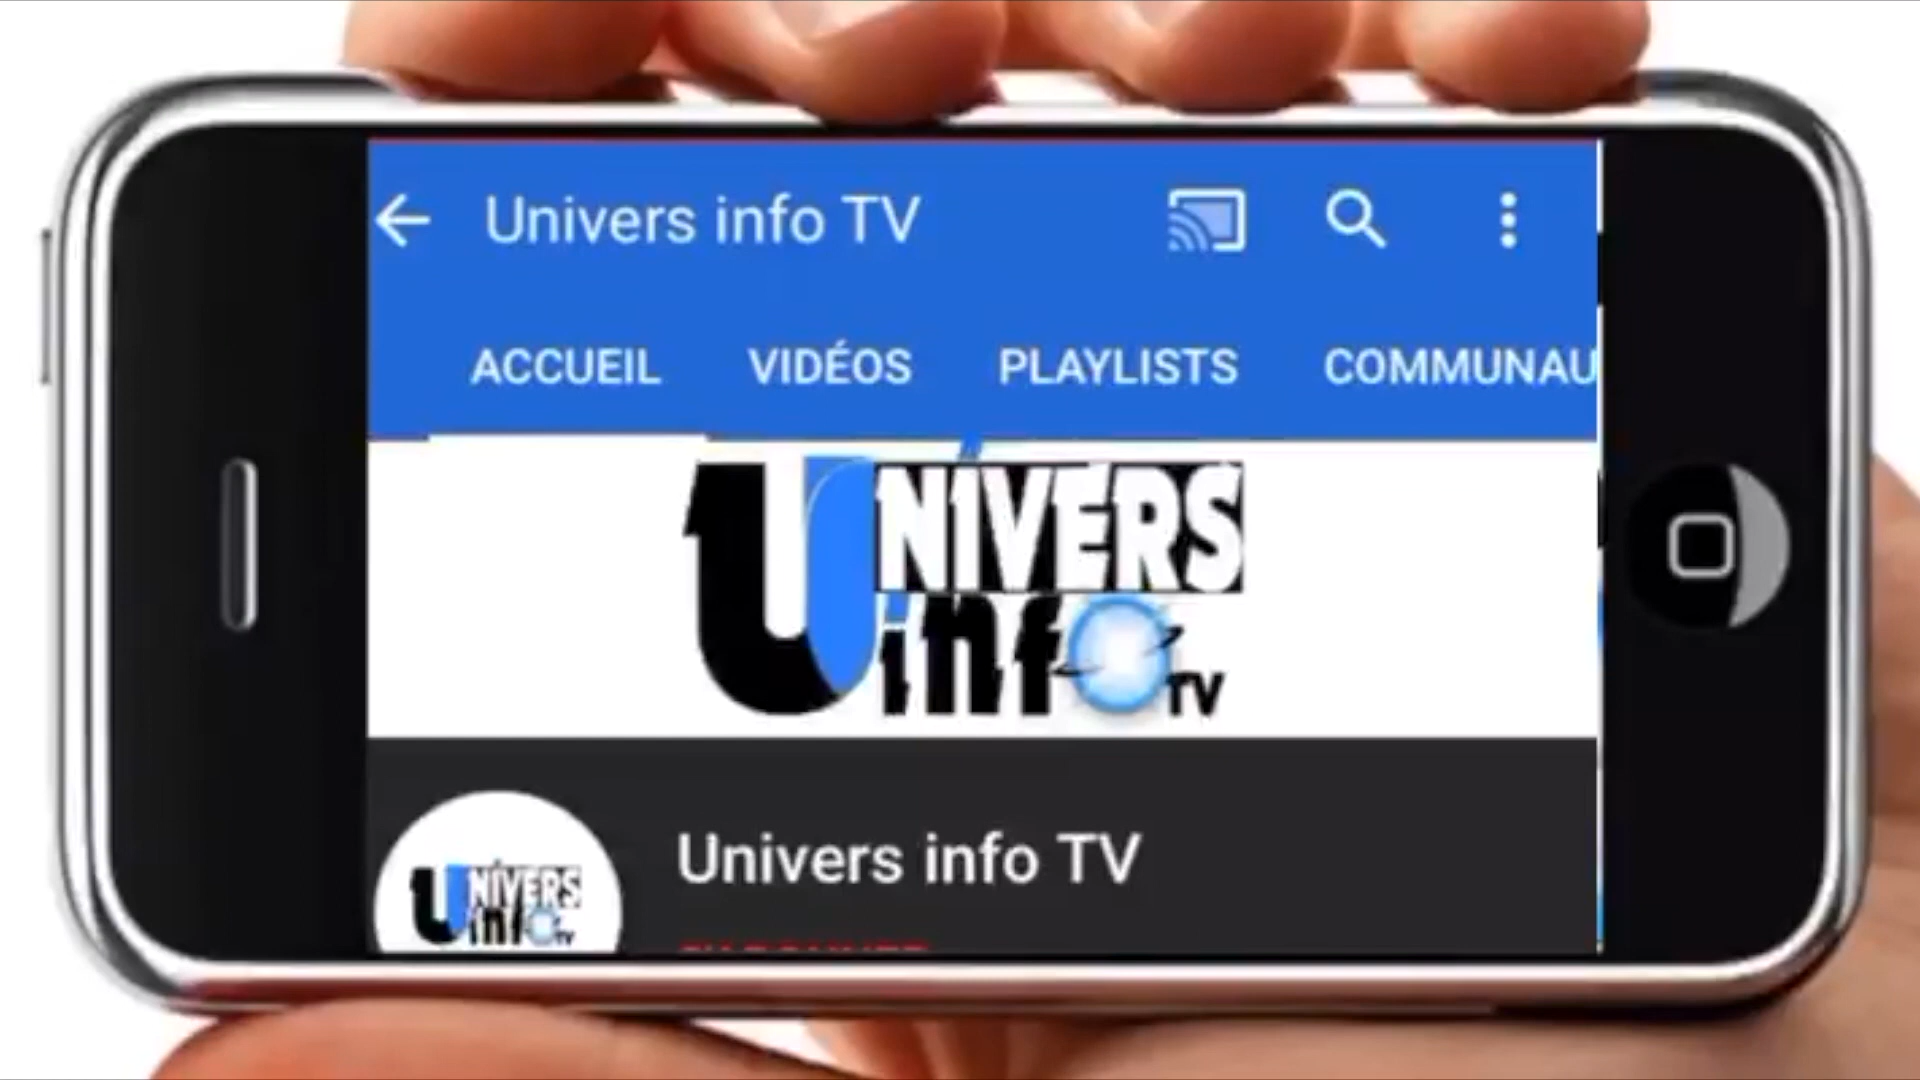 Univers info TV
ACCUEIL VIDÉOS PLAYLISTS COMMUNAU
UNIVERS
info TV
Univers info TV
UNIVERS
info TV